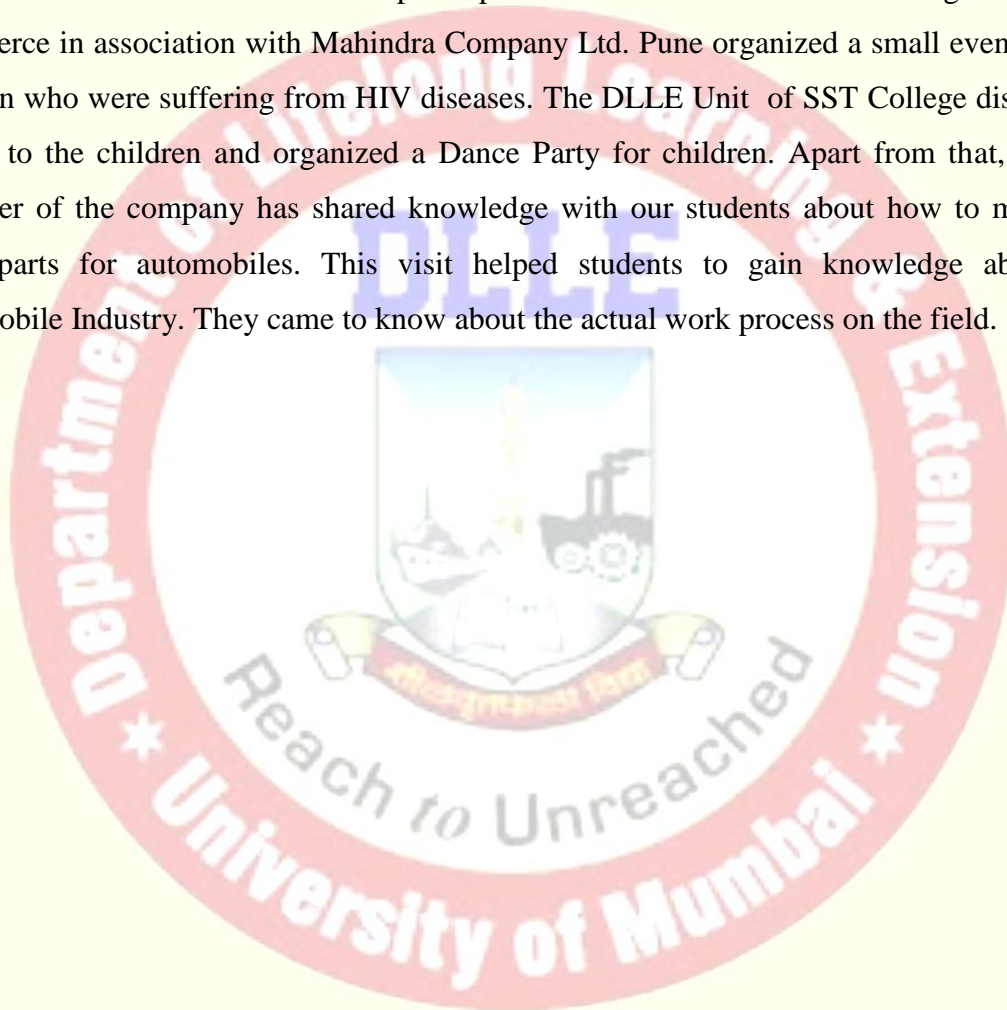 erce in association with Mahindra Company Ltd. Pune organized a small even
n who were suffering from HIV diseases. The DLLE Unit of SST College dis
to the children and organized a Dance Party for children. Apart from that,
er of the company has shared knowledge with our students about how to m
parts for automobiles. This visit helped students to gain knowledge ab
obile Industry. They came to know about the actual work process on the field.
Department of Lifelong Learning & Extension
DLLE
Reach to Unreached
University of Mumbai